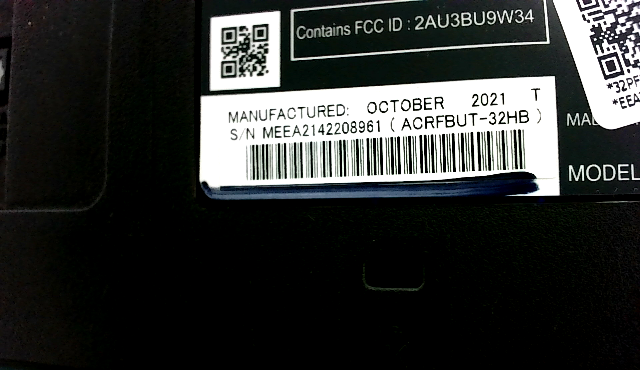 Contains FCC ID : 2AU3BU9W34
MANUFACTURED: OCTOBER 2021 T
S/N MEEA2142208961 ( ACRFBUT-32HB )
MODEL